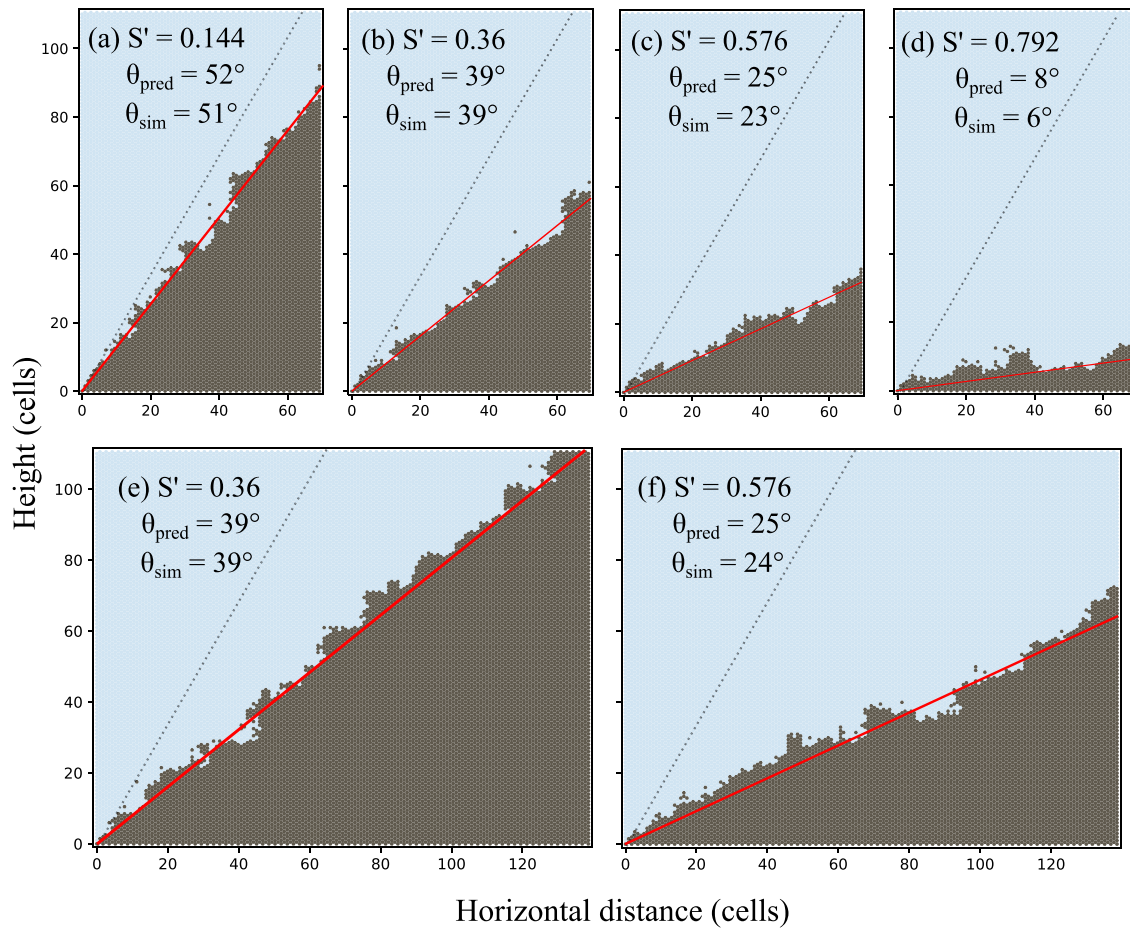 (a) S' = 0.144
θpred = 52°
θsim = 51°
(b) S' = 0.36
θpred = 39°
θsim = 39°
(c) S' = 0.576
θpred = 25°
θsim = 23°
(d) S' = 0.792
θpred = 8°
θsim = 6°
100
80
60
40
20
0
0 20 40 60
0 20 40 60
0 20 40 60
0 20 40 60
Height (cells)
(e) S' = 0.36
θpred = 39°
θsim = 39°
(f) S' = 0.576
θpred = 25°
θsim = 24°
100
80
60
40
20
0
0 20 40 60 80 100 120
0 20 40 60 80 100 120
Horizontal distance (cells)